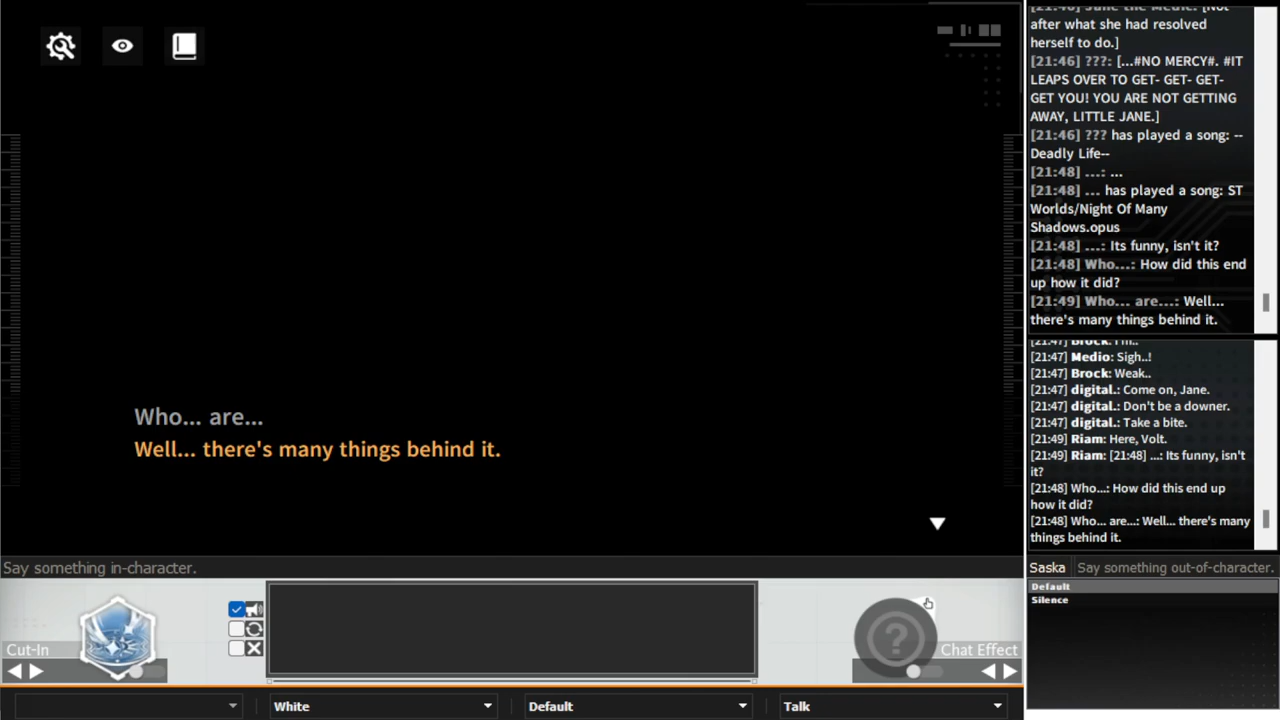 Who... are...
Well... there's many things behind it.
Say something in-character.
Cut-In
?
Chat Effect
White
Default
Talk
after what she had resolved
herself to do.]
[21:46] ???: [...#NO MERCY#. #IT
LEAPS OVER TO GET- GET- GET-
GET YOU! YOU ARE NOT GETTING
AWAY, LITTLE JANE.]
[21:46] ??? has played a song: --
Deadly Life--
[21:48] ...: ...
[21:48] ... has played a song: ST
Worlds/Night Of Many
Shadows.opus
[21:48] ...: Its funny, isn't it?
[21:48] Who...: How did this end
up how it did?
[21:49] Who... are...: Well...
there's many things behind it.
[21:47] Brock: I'm..
[21:47] Medio: Sigh..!
[21:47] Brock: Weak..
[21:47] digital.: Come on, Jane.
[21:47] digital.: Don't be a downer.
[21:47] digital.: Take a bite.
[21:49] Riam: Here, Volt.
[21:49] Riam: [21:48] ...: Its funny, isn't
it?
[21:48] Who...: How did this end up
how it did?
[21:48] Who... are...: Well... there's many
things behind it.
Saska
Say something out-of-character.
Default
Silence